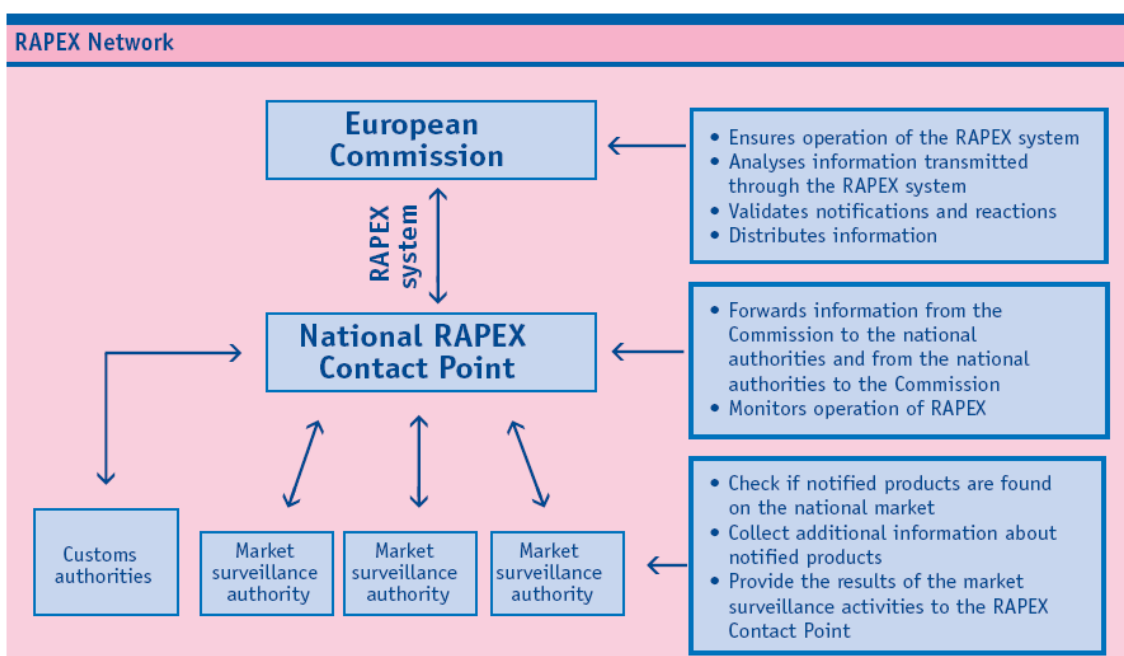 RAPEX Network
European
Commission
• Ensures operation of the RAPEX system
• Analyses information transmitted
through the RAPEX system
• Validates notifications and reactions
• Distributes information
RAPEX
system
National RAPEX
Contact Point
• Forwards information from the
Commission to the national
authorities and from the national
authorities to the Commission
• Monitors operation of RAPEX
Customs
authorities
Market
surveillance
authority
Market
surveillance
authority
Market
surveillance
authority
• Check if notified products are found
on the national market
• Collect additional information about
notified products
• Provide the results of the market
surveillance activities to the RAPEX
Contact Point